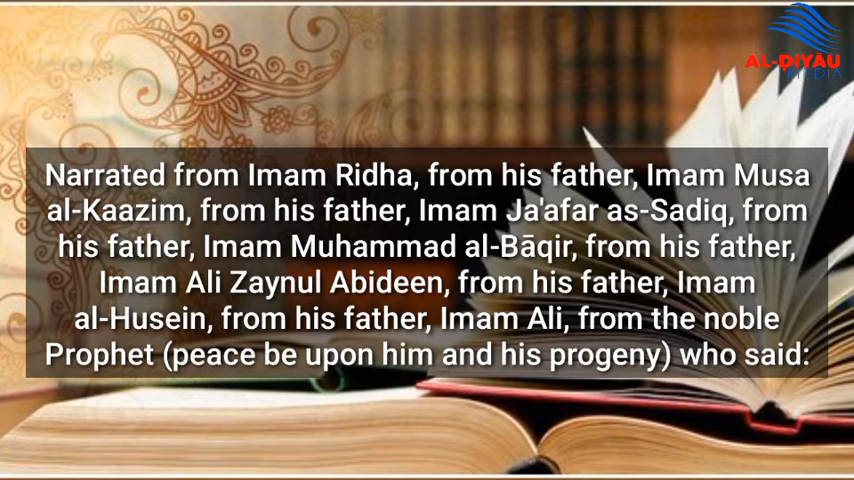 AL-DIYĀU
MEDIA
Narrated from Imam Ridha, from his father, Imam Musa
al-Kaazim, from his father, Imam Ja'afar as-Sadiq, from
his father, Imam Muhammad al-Bāqir, from his father,
Imam Ali Zaynul Abideen, from his father, Imam
al-Husein, from his father, Imam Ali, from the noble
Prophet (peace be upon him and his progeny) who said: